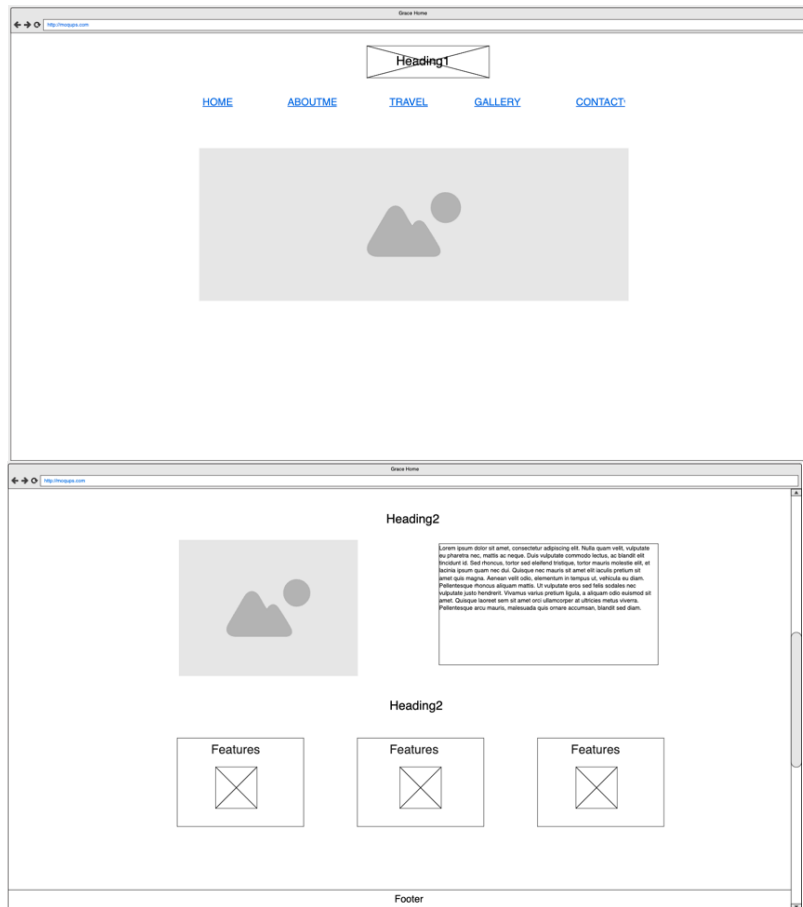 Grace Home
http://moqups.com
Heading1
HOME ABOUTME TRAVEL GALLERY CONTACT
Grace Home
http://moqups.com
Heading2
Lorem ipsum dolor sit amet, consectetur adipiscing elit. Nulla quam velit, vulputate
eu pharetra nec, mattis ac neque. Duis vulputate commodo lectus, ac blandit elit
tincidunt id. Sed rhoncus, tortor sed eleifend tristique, tortor mauris molestie elit, et
lacinia ipsum quam nec dui. Quisque nec mauris sit amet elit iaculis pretium sit
amet quis magna. Aenean velit odio, elementum in tempus ut, vehicula eu diam.
Pellentesque rhoncus aliquam mattis. Ut vulputate eros sed felis sodales nec
vulputate justo hendrerit. Vivamus varius pretium ligula, a aliquam odio euismod sit
amet. Quisque laoreet sem sit amet orci ullamcorper at ultricies metus viverra.
Pellentesque arcu mauris, malesuada quis ornare accumsan, blandit sed diam.
Heading2
Features Features Features
Footer